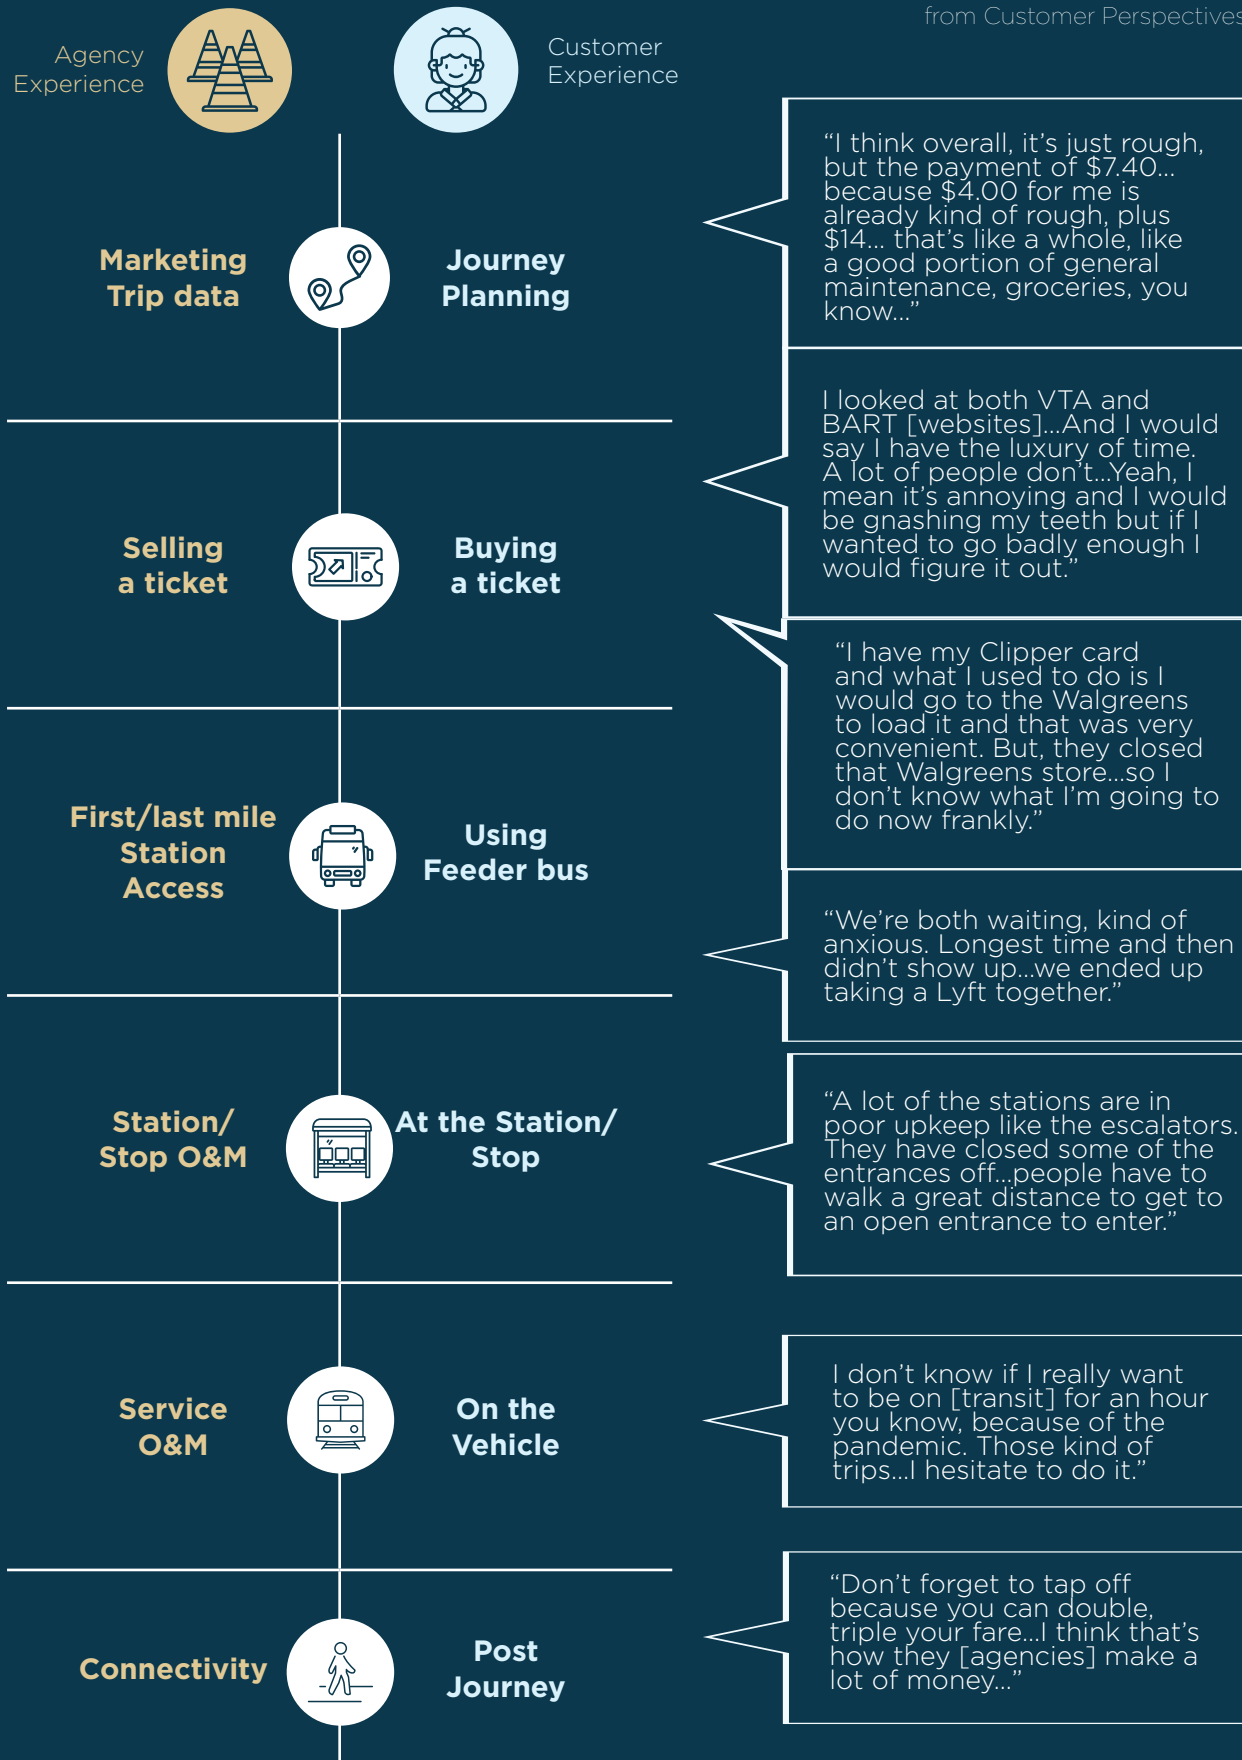 from Customer Perspectives
Agency
Experience
Customer
Experience
Marketing
Trip data
Journey
Planning
“I think overall, it’s just rough,
but the payment of $7.40...
because $4.00 for me is
already kind of rough, plus
$14... that’s like a whole, like
a good portion of general
maintenance, groceries, you
know...”
I looked at both VTA and
BART [websites]...And I would
say I have the luxury of time.
A lot of people don’t...Yeah, I
mean it’s annoying and I would
be gnashing my teeth but if I
wanted to go badly enough I
would figure it out.”
Selling
a ticket
Buying
a ticket
“I have my Clipper card
and what I used to do is I
would go to the Walgreens
to load it and that was very
convenient. But, they closed
that Walgreens store...so I
don’t know what I’m going to
do now frankly.”
First/last mile
Station
Access
Using
Feeder bus
“We’re both waiting, kind of
anxious. Longest time and then
didn’t show up...we ended up
taking a Lyft together.”
Station/
Stop O&M
At the Station/
Stop
“A lot of the stations are in
poor upkeep like the escalators.
They have closed some of the
entrances off...people have to
walk a great distance to get to
an open entrance to enter.”
Service
O&M
On the
Vehicle
I don’t know if I really want
to be on [transit] for an hour
you know, because of the
pandemic. Those kind of
trips...I hesitate to do it.”
Connectivity
Post
Journey
“Don’t forget to tap off
because you can double,
triple your fare...I think that’s
how they [agencies] make a
lot of money...”